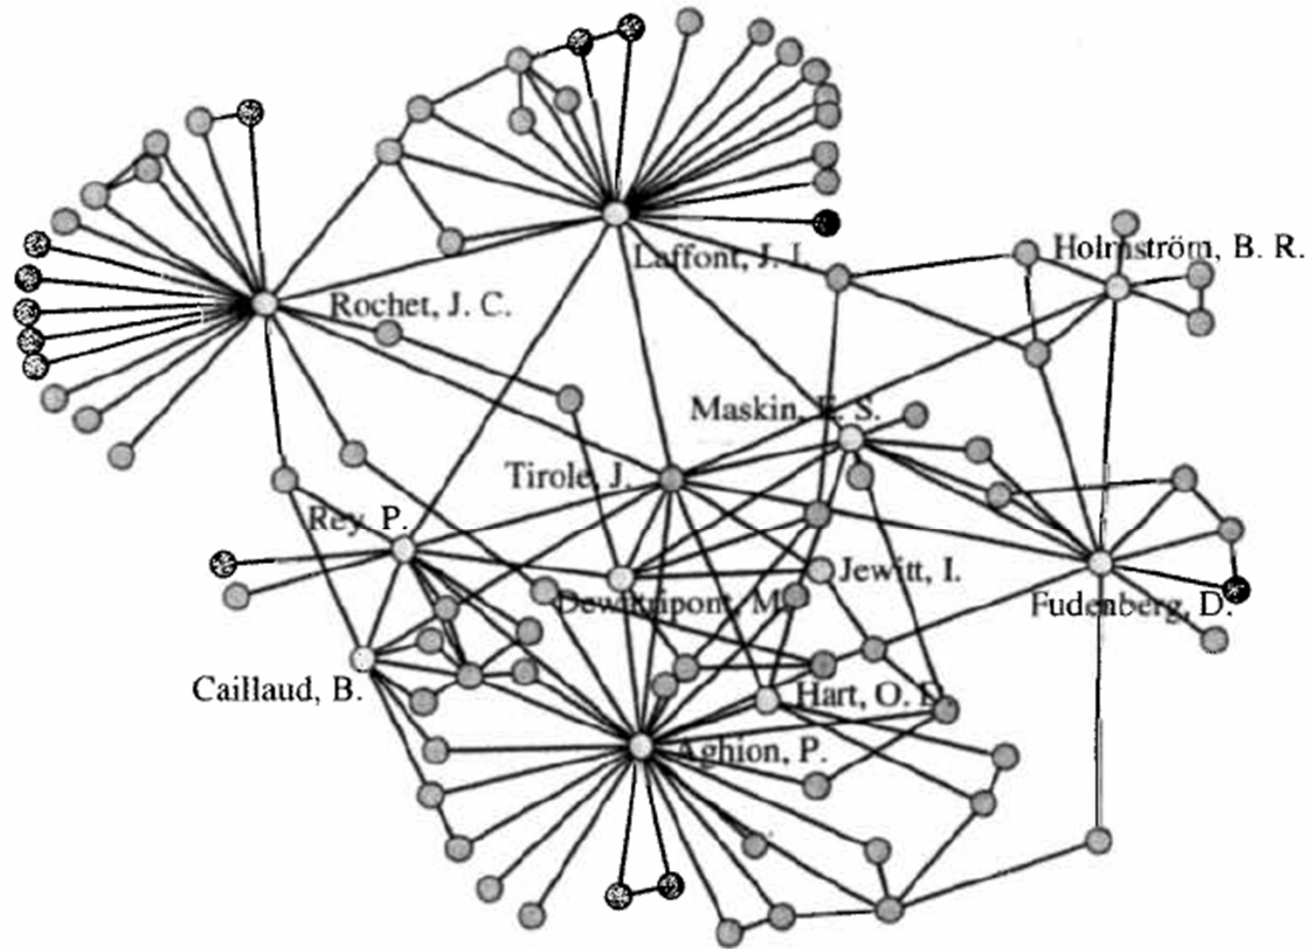 Holmström, B. R.
Laffont, J. J.
Rochet, J. C.
Maskin, E. S.
Tirole, J.
Rey, P.
Jewitt, I.
Dewatripont, M.
Fudenberg, D.
Caillaud, B.
Hart, O. D.
Aghion, P.